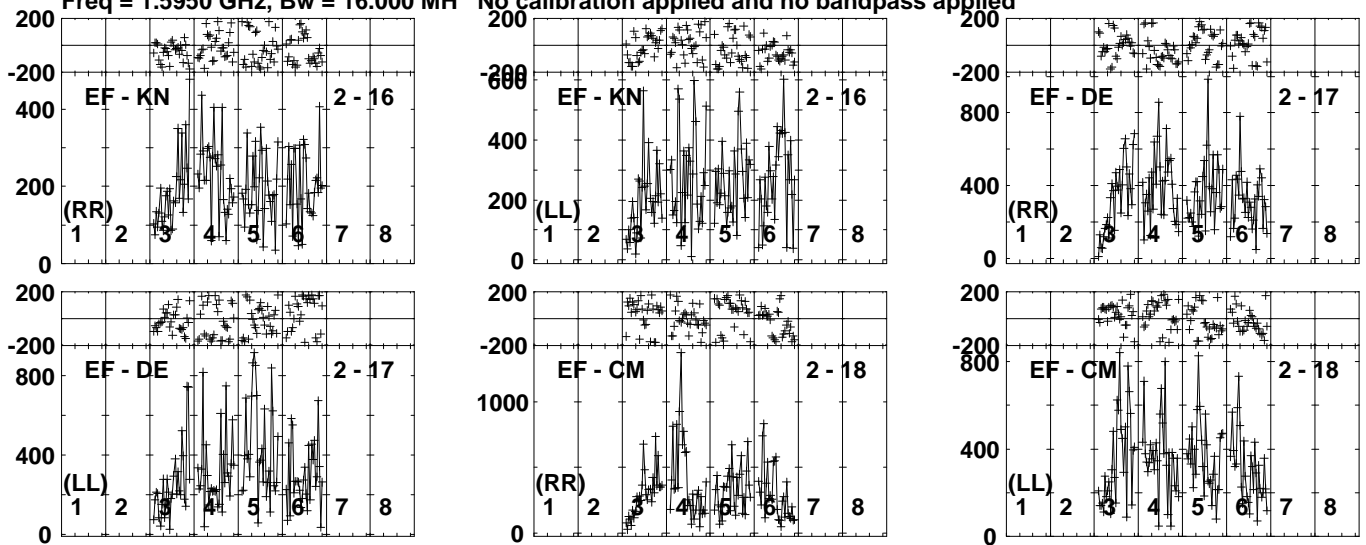 Freq = 1.5950 GHz, Bw = 16.000 MH No calibration applied and no bandpass applied
200
-200
EF - KN 2 - 16
400
200
(RR)
1 2 3 4 5 6 7 8
0
-200
600
EF - KN 2 - 16
400
200
(LL)
1 2 3 4 5 6 7 8
0
200
-200
EF - DE 2 - 17
800
400
(RR)
1 2 3 4 5 6 7 8
0
200
-200
EF - DE 2 - 17
800
400
(LL)
1 2 3 4 5 6 7 8
0
200
-200
EF - CM 2 - 18
1000
(RR)
1 2 3 4 5 6 7 8
0
200
-200
800
EF - CM 2 - 18
400
(LL)
1 2 3 4 5 6 7 8
0